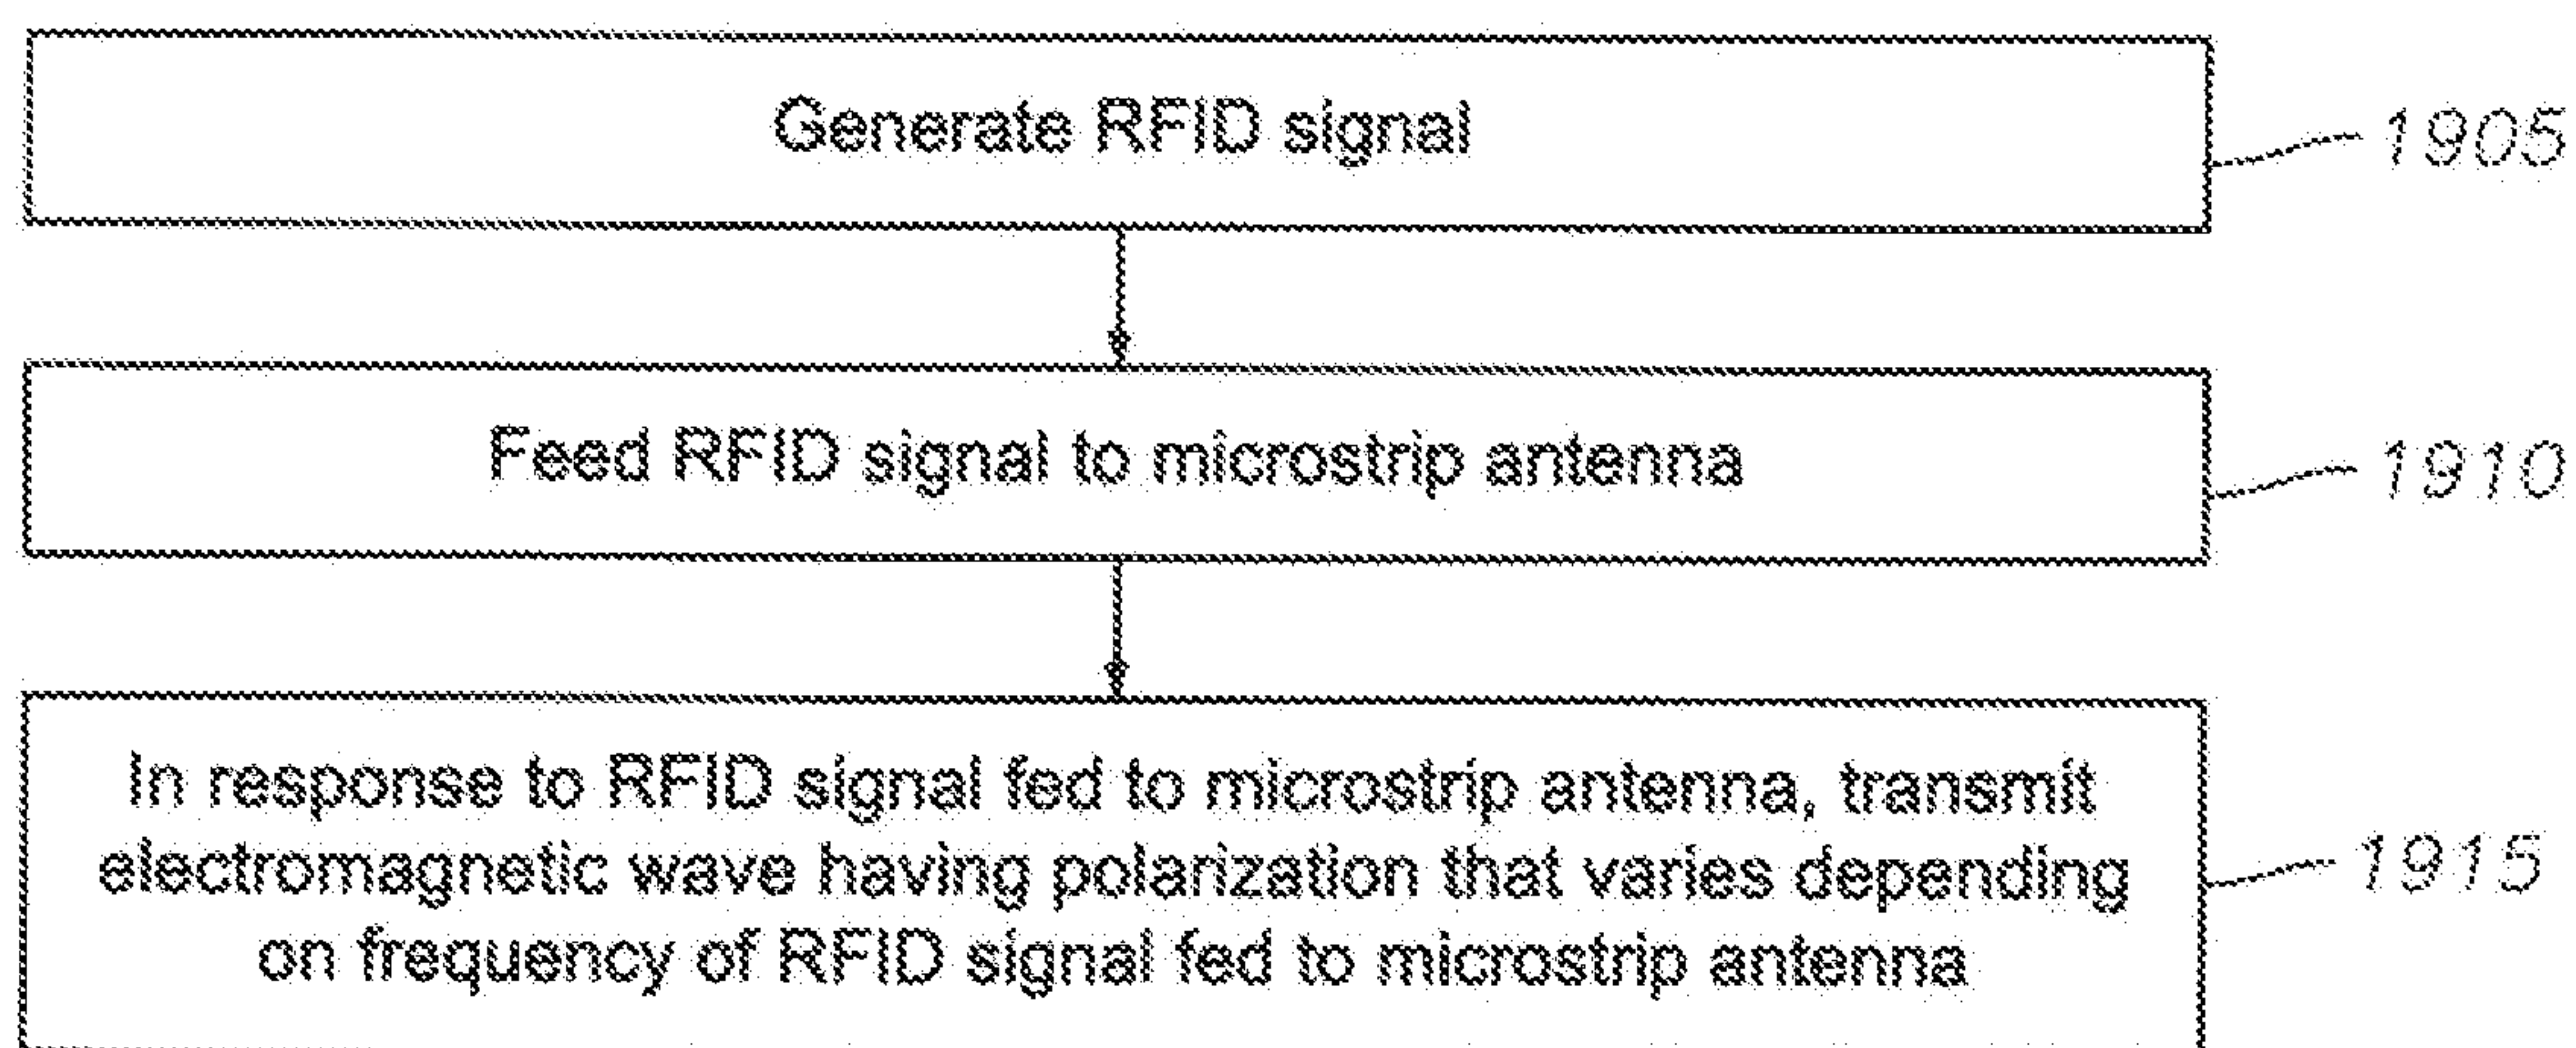 Generate RFID signal
1905
Feed RFID signal to microstrip antenna
1910
In response to RFID signal fed to microstrip antenna, transmit
electromagnetic wave having polarization that varies depending
on frequency of RFID signal fed to microstrip antenna
1915